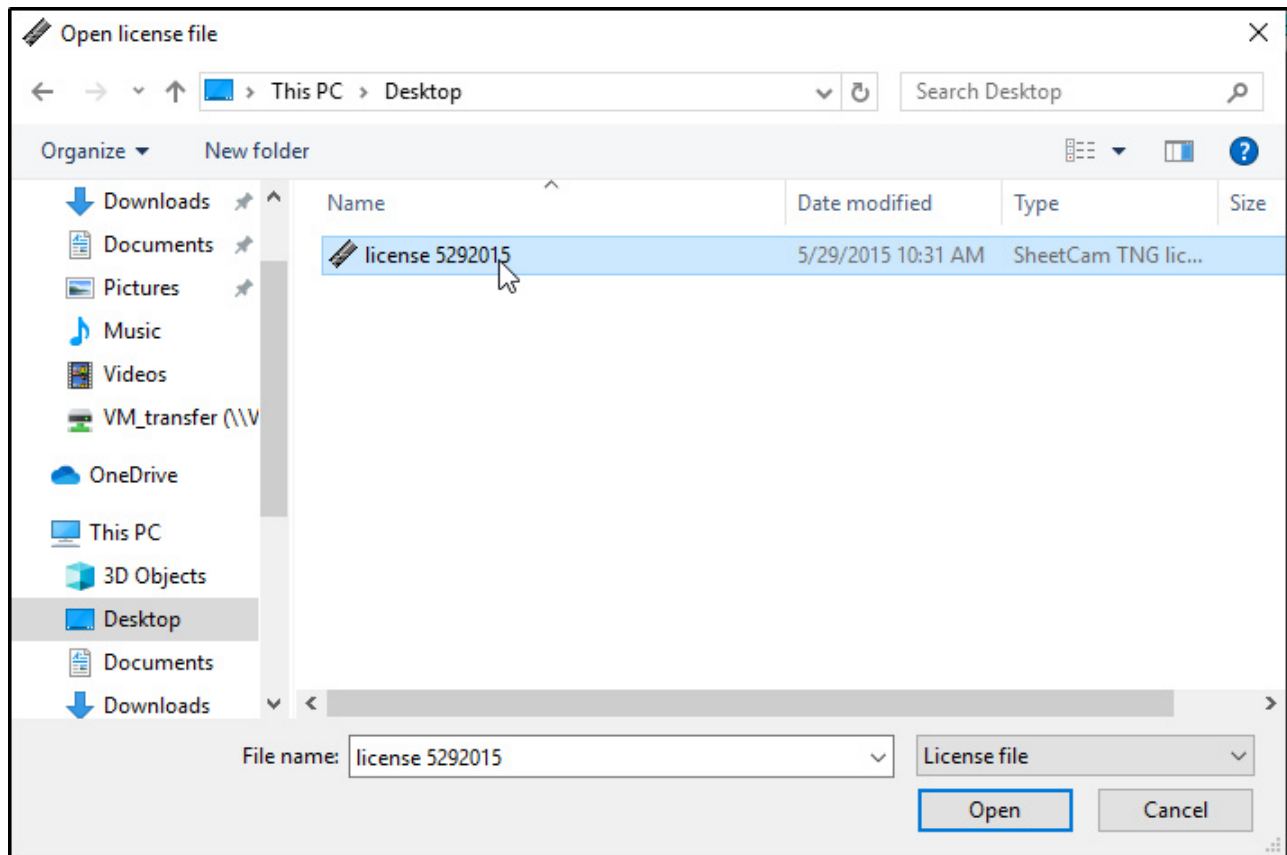 Open license file
This PC > Desktop
Search Desktop
Organize
New folder
Name
Date modified
Type
Size
license 5292015
5/29/2015 10:31 AM
SheetCam TNG lic...
Downloads
Documents
Pictures
Music
Videos
VM_transfer (\\V
OneDrive
This PC
3D Objects
Desktop
Documents
Downloads
File name: license 5292015
License file
Open
Cancel